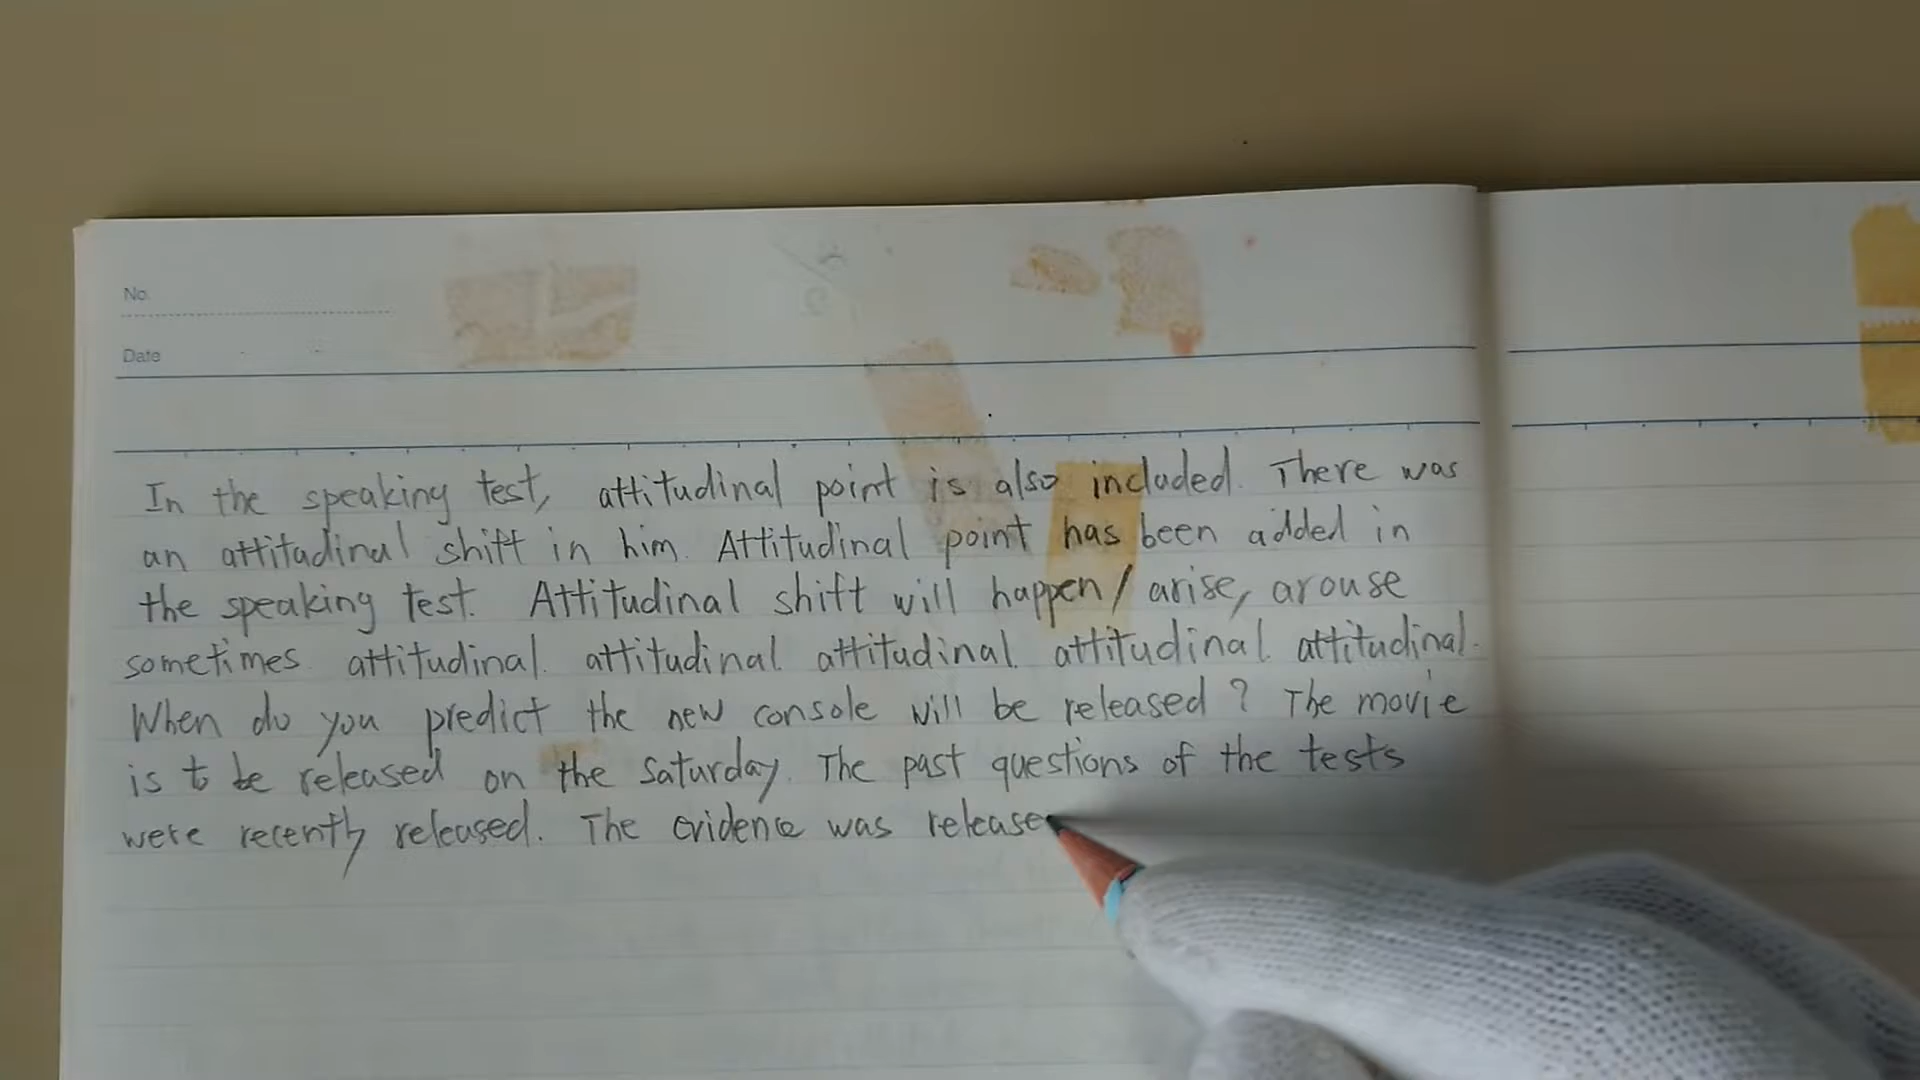 No.
Date
In the speaking test, attitudinal point is also included. There was
an attitudinal shift in him. Attitudinal point has been added in
the speaking test. Attitudinal shift will happen / arise, arouse
sometimes attitudinal. attitudinal. attitudinal. attitudinal. attitudinal.
When do you predict the new console will be released? The movie
is to be released on the Saturday. The past questions of the tests
were recently released. The evidence was release